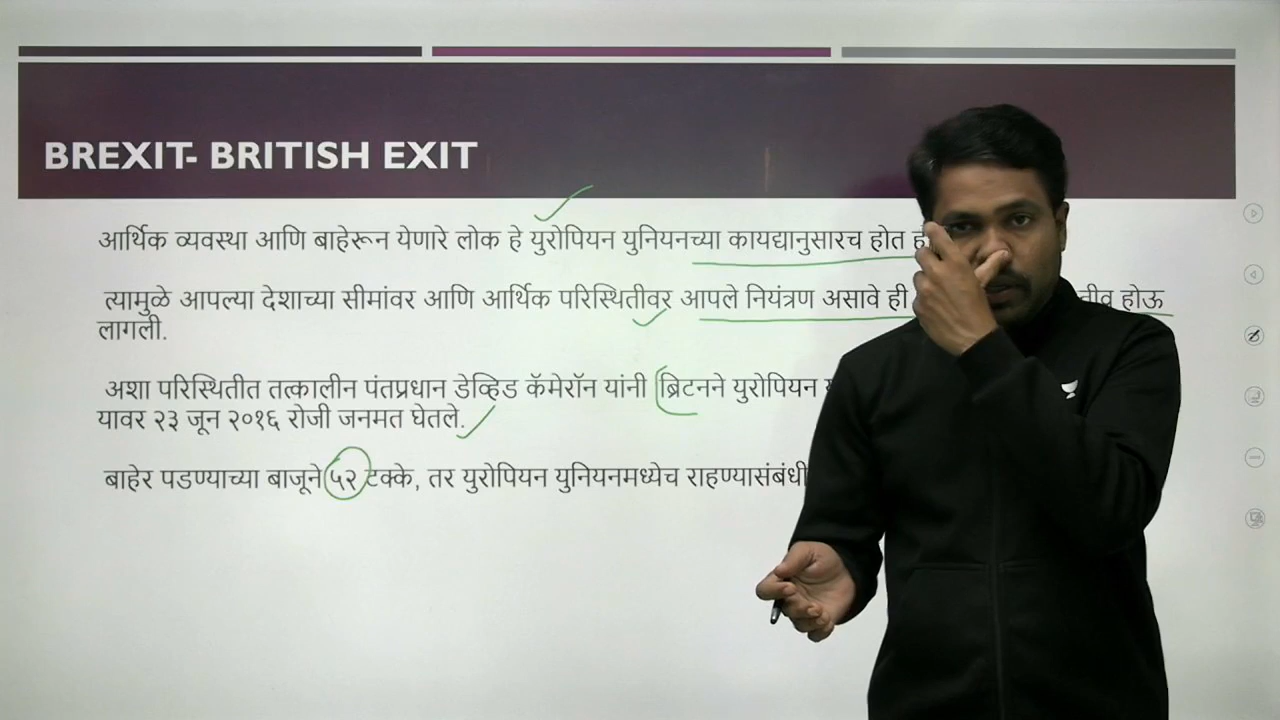 BREXIT- BRITISH EXIT
आर्थिक व्यवस्था आणि बाहेरून येणारे लोक हे युरोपियन युनियनच्या कायद्यानुसारच होत
त्यामुळे आपल्या देशाच्या सीमांवर आणि आर्थिक परिस्थितीवर आपले नियंत्रण असावे ही होऊ
लागली.
अशा परिस्थितीत तत्कालीन पंतप्रधान डेव्हिड कॅमेरॉन यांनी ब्रिटनने युरोपियन
यावर २३ जून २०१६ रोजी जनमत घेतले.
बाहेर पडण्याच्या बाजूने ५२ टक्के, तर युरोपियन युनियनमध्येच राहण्यासंबंधी